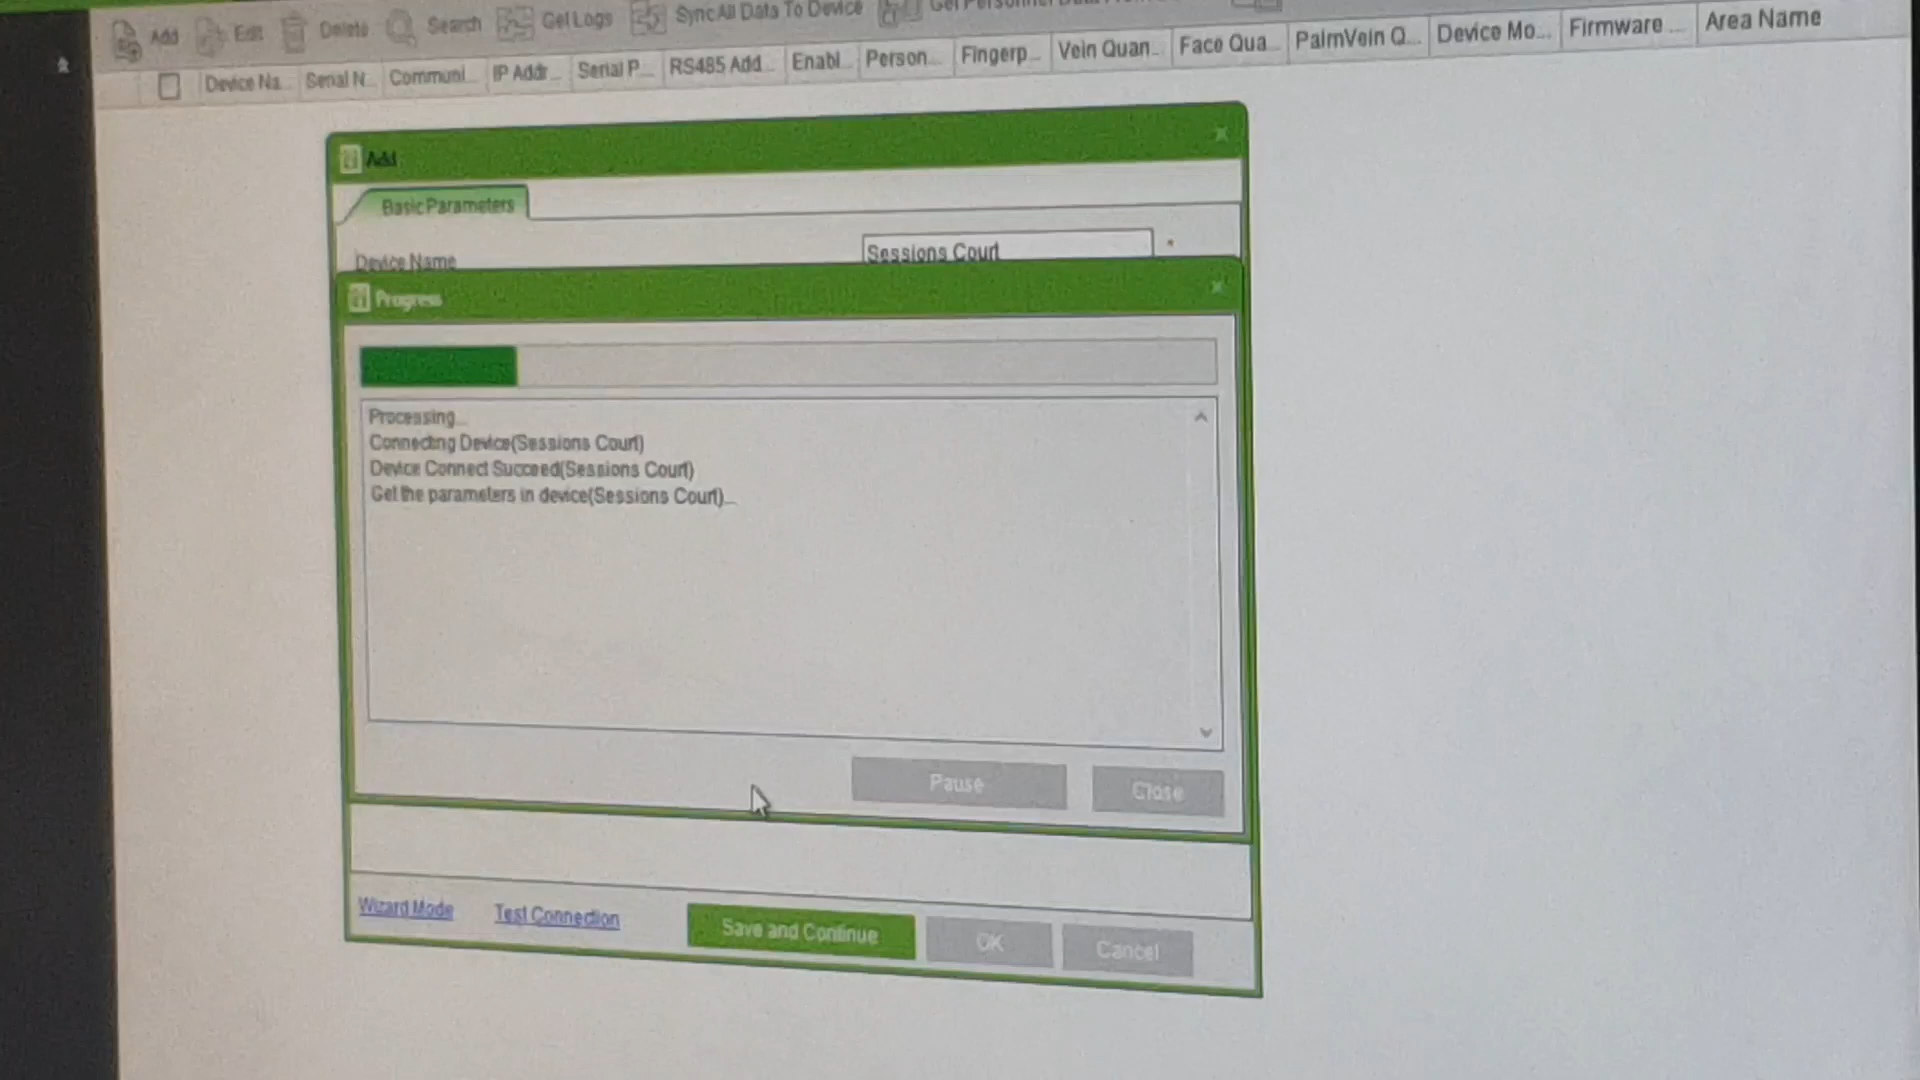 Add Edit Delete Search Get Logs Sync All Data To Device
Device Na... Serial N... Communi... IP Addr... Serial P... RS485 Add... Enabl... Person... Fingerp... Vein Quan... Face Qua... PalmVein Q... Device Mo... Firmware ... Area Name
Add
Basic Parameters
Device Name Sessions Court *
Progress
Processing...
Connecting Device(Sessions Court)
Device Connect Succeed(Sessions Court)
Get the parameters in device(Sessions Court)...
Pause Close
Wizard Mode Test Connection Save and Continue OK Cancel